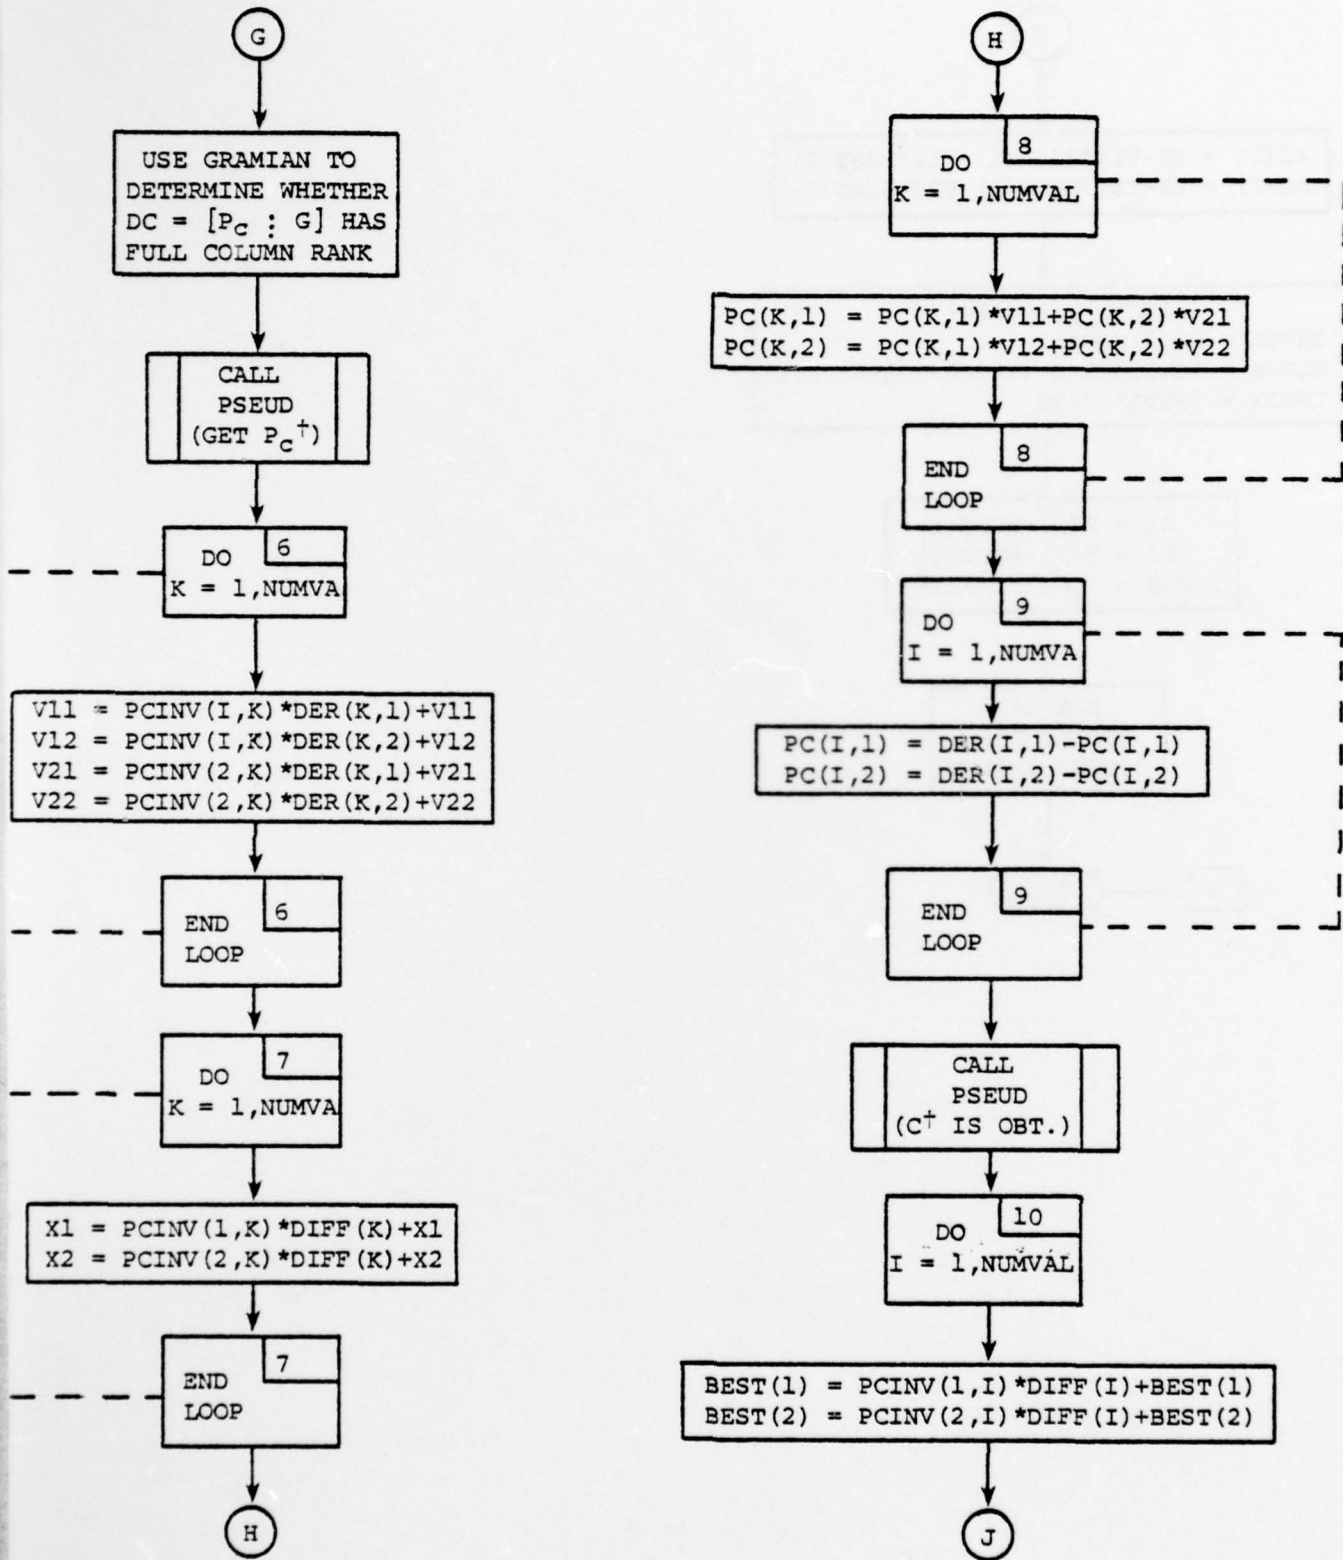 G
USE GRAMIAN TO
DETERMINE WHETHER
DC = [Pc ⋮ G] HAS
FULL COLUMN RANK
CALL
PSEUD
(GET Pc†)
6
DO
K = 1,NUMVA
V11 = PCINV(I,K)*DER(K,1)+V11
V12 = PCINV(I,K)*DER(K,2)+V12
V21 = PCINV(2,K)*DER(K,1)+V21
V22 = PCINV(2,K)*DER(K,2)+V22
6
END
LOOP
7
DO
K = 1,NUMVA
X1 = PCINV(1,K)*DIFF(K)+X1
X2 = PCINV(2,K)*DIFF(K)+X2
7
END
LOOP
H
H
8
DO
K = 1,NUMVAL
PC(K,1) = PC(K,1)*V11+PC(K,2)*V21
PC(K,2) = PC(K,1)*V12+PC(K,2)*V22
8
END
LOOP
9
DO
I = 1,NUMVA
PC(I,1) = DER(I,1)-PC(I,1)
PC(I,2) = DER(I,2)-PC(I,2)
9
END
LOOP
CALL
PSEUD
(C† IS OBT.)
10
DO
I = 1,NUMVAL
BEST(1) = PCINV(1,I)*DIFF(I)+BEST(1)
BEST(2) = PCINV(2,I)*DIFF(I)+BEST(2)
J